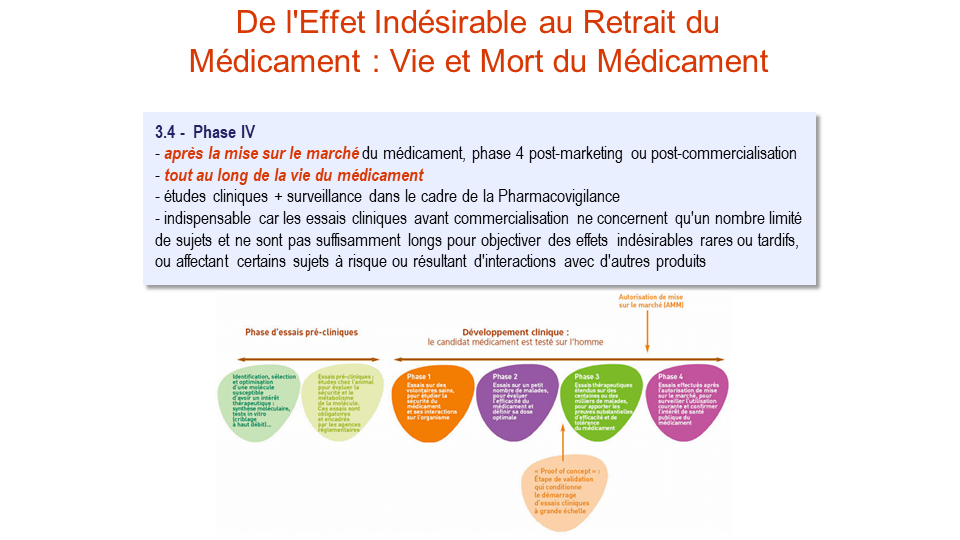 De l'Effet Indésirable au Retrait du
Médicament : Vie et Mort du Médicament
3.4 - Phase IV
- après la mise sur le marché du médicament, phase 4 post-marketing ou post-commercialisation
- tout au long de la vie du médicament
- études cliniques + surveillance dans le cadre de la Pharmacovigilance
- indispensable car les essais cliniques avant commercialisation ne concernent qu'un nombre limité
de sujets et ne sont pas suffisamment longs pour objectiver des effets indésirables rares ou tardifs,
ou affectant certains sujets à risque ou résultant d'interactions avec d'autres produits
Autorisation de mise
sur le marché (AMM)
Phase d'essais pré-cliniques
Développement clinique :
le candidat médicament est testé sur l'homme
Identification, sélection
et optimisation
d'une molécule
susceptible
d'avoir un intérêt
thérapeutique :
synthèse moléculaire,
tests in vitro
(criblage
à haut débit)...
Essais pré-cliniques :
études chez l'animal
pour évaluer la
sécurité et le
métabolisme
de la molécule.
Ces essais sont
obligatoires
et encadrés
par les agences
réglementaires
Phase 1
Essais sur des
volontaires sains,
pour étudier la
sécurité du
médicament
et ses interactions
sur l'organisme
Phase 2
Essais sur un petit
nombre de malades,
pour évaluer
l'efficacité du
médicament et
définir sa dose
optimale
Phase 3
Essais thérapeutiques
étendus sur des
centaines ou des
milliers de malades,
pour apporter les
preuves substantielles
d'efficacité et de
tolérance
du médicament
Phase 4
Essais effectués après
l'autorisation de mise
sur le marché, pour
surveiller l'utilisation
courante et confirmer
l'intérêt de santé
publique du
médicament
« Proof of concept » :
Étape de validation
qui conditionne
le démarrage
d'essais cliniques
à grande échelle